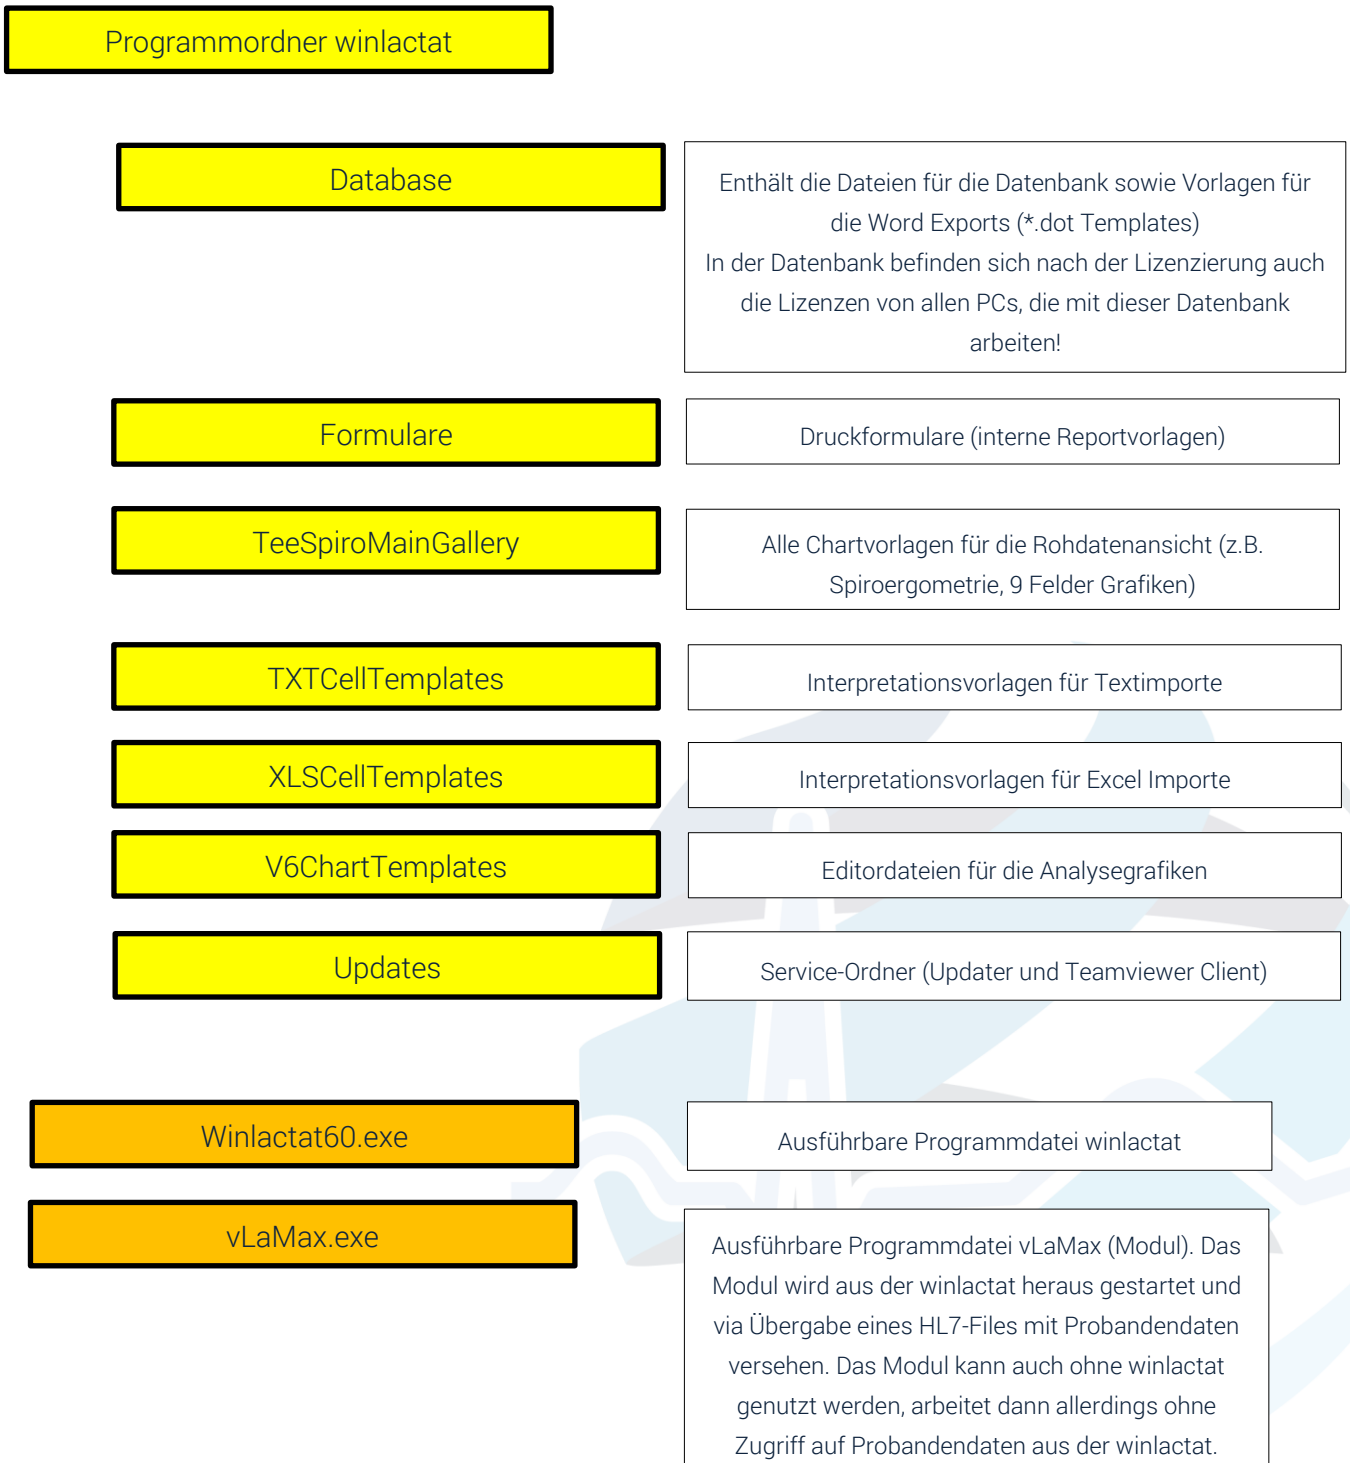 Programmordner winlactat
Database
Enthält die Dateien für die Datenbank sowie Vorlagen für
die Word Exports (*.dot Templates)
In der Datenbank befinden sich nach der Lizenzierung auch
die Lizenzen von allen PCs, die mit dieser Datenbank
arbeiten!
Formulare
Druckformulare (interne Reportvorlagen)
TeeSpiroMainGallery
Alle Chartvorlagen für die Rohdatenansicht (z.B.
Spiroergometrie, 9 Felder Grafiken)
TXTCellTemplates
Interpretationsvorlagen für Textimporte
XLSCellTemplates
Interpretationsvorlagen für Excel Importe
V6ChartTemplates
Editordateien für die Analysegrafiken
Updates
Service-Ordner (Updater und Teamviewer Client)
Winlactat60.exe
Ausführbare Programmdatei winlactat
vLaMax.exe
Ausführbare Programmdatei vLaMax (Modul). Das
Modul wird aus der winlactat heraus gestartet und
via Übergabe eines HL7-Files mit Probandendaten
versehen. Das Modul kann auch ohne winlactat
genutzt werden, arbeitet dann allerdings ohne
Zugriff auf Probandendaten aus der winlactat.